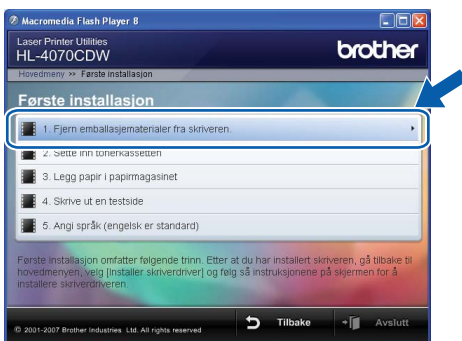 Macromedia Flash Player 8
Laser Printer Utilities
HL-4070CDW
brother
Hovedmeny >> Første installasjon
Første installasjon
1. Fjern emballasjematerialer fra skriveren.
2. Sette inn tonerkassetten
3. Legg papir i papirmagasinet
4. Skrive ut en testside
5. Angi språk (engelsk er standard)
Første installasjon omfatter følgende trinn. Etter at du har installert skriveren, gå tilbake til
hovedmenyen, velg [Installer skriverdriver] og følg så instruksjonene på skjermen for å
installere skriverdriveren.
© 2001-2007 Brother Industries Ltd. All rights reserved
Tilbake
Avslutt